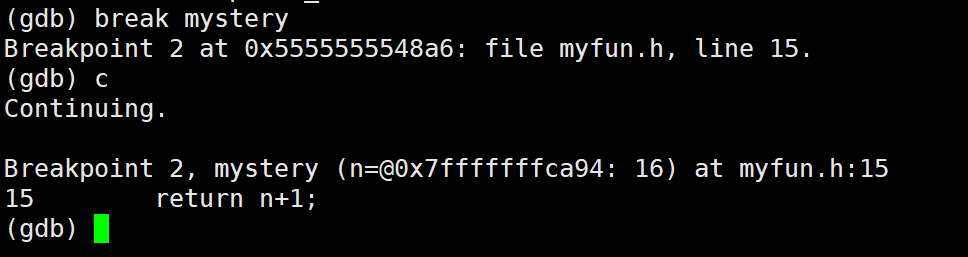 (gdb) break mystery
Breakpoint 2 at 0x5555555548a6: file myfun.h, line 15.
(gdb) c
Continuing.
Breakpoint 2, mystery (n=@0x7fffffffca94: 16) at myfun.h:15
15        return n+1;
(gdb)